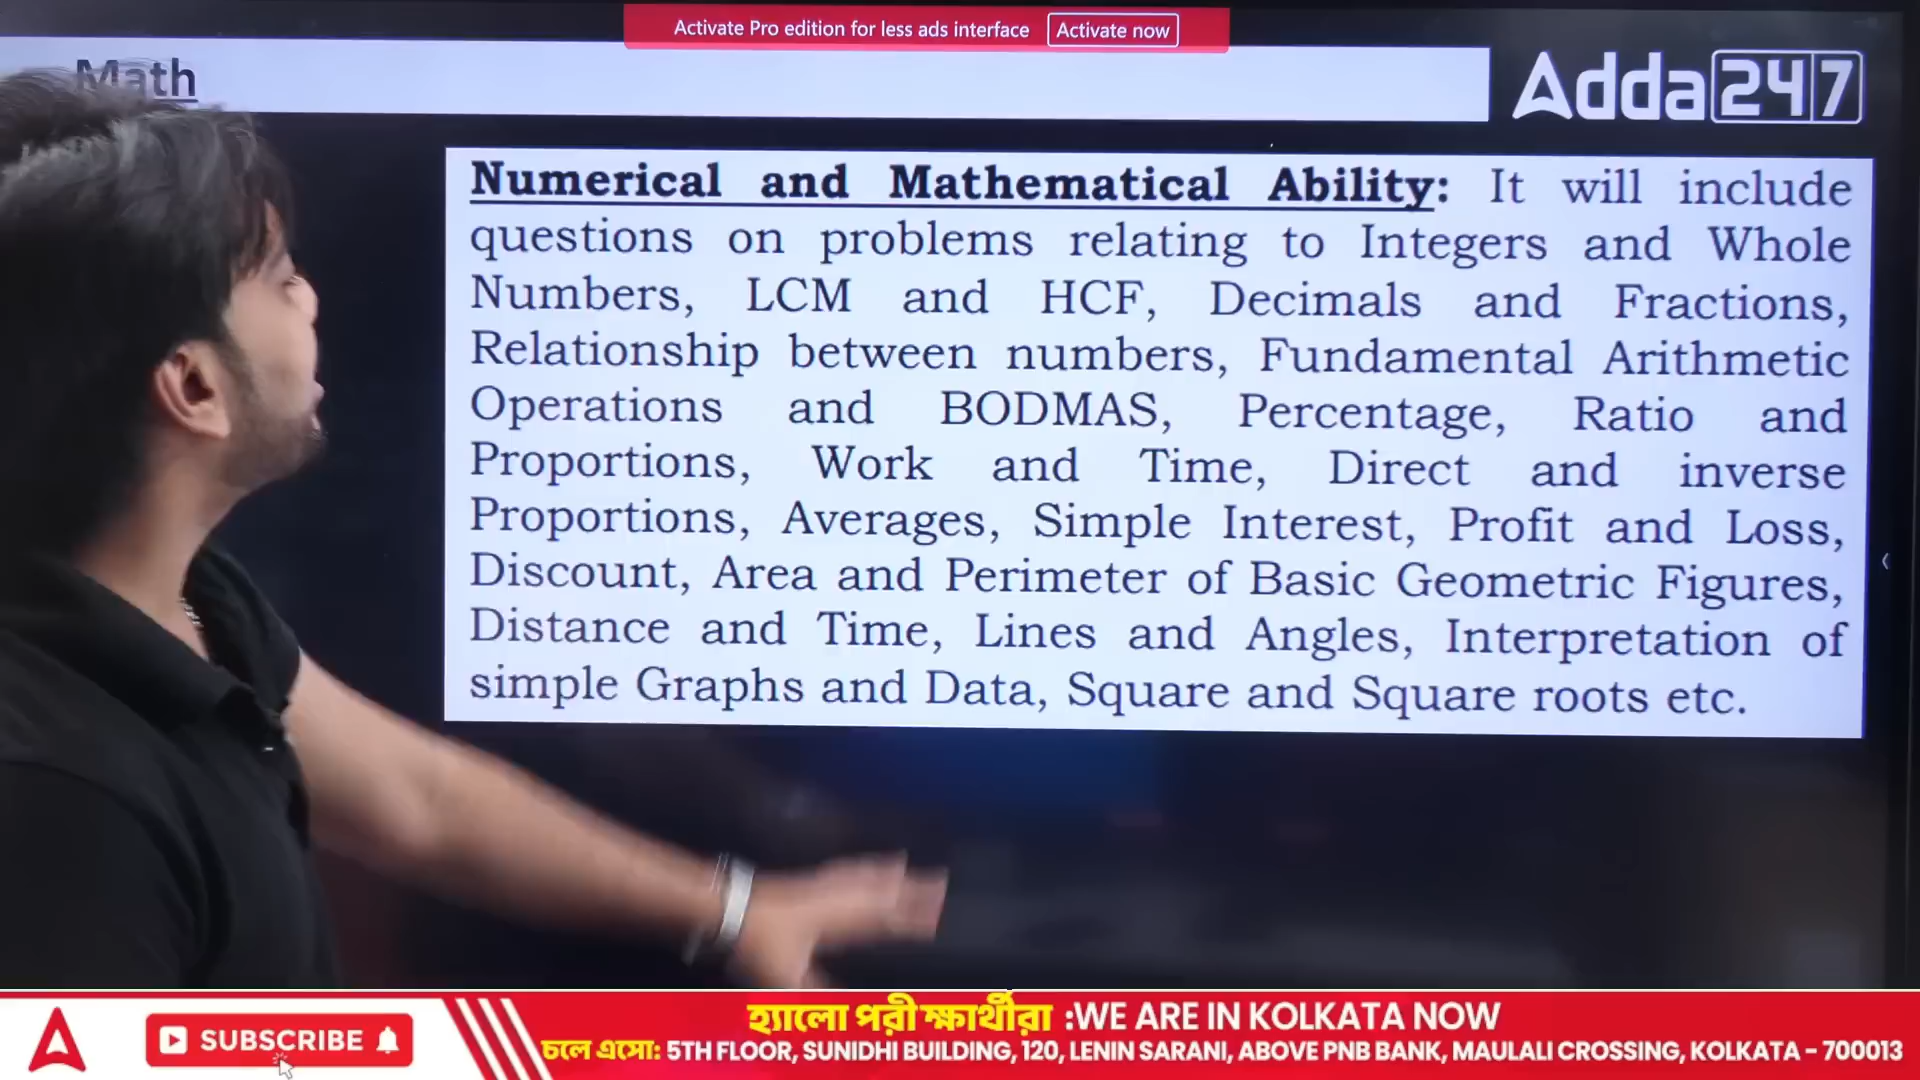 Activate Pro edition for less ads interface Activate now
Math
Adda247
Numerical and Mathematical Ability: It will include
questions on problems relating to Integers and Whole
Numbers, LCM and HCF, Decimals and Fractions,
Relationship between numbers, Fundamental Arithmetic
Operations and BODMAS, Percentage, Ratio and
Proportions, Work and Time, Direct and inverse
Proportions, Averages, Simple Interest, Profit and Loss,
Discount, Area and Perimeter of Basic Geometric Figures,
Distance and Time, Lines and Angles, Interpretation of
simple Graphs and Data, Square and Square roots etc.
SUBSCRIBE
হ্যালো পরীক্ষার্থীরা :WE ARE IN KOLKATA NOW
চলে এসো: 5TH FLOOR, SUNIDHI BUILDING, 120, LENIN SARANI, ABOVE PNB BANK, MAULALI CROSSING, KOLKATA - 700013